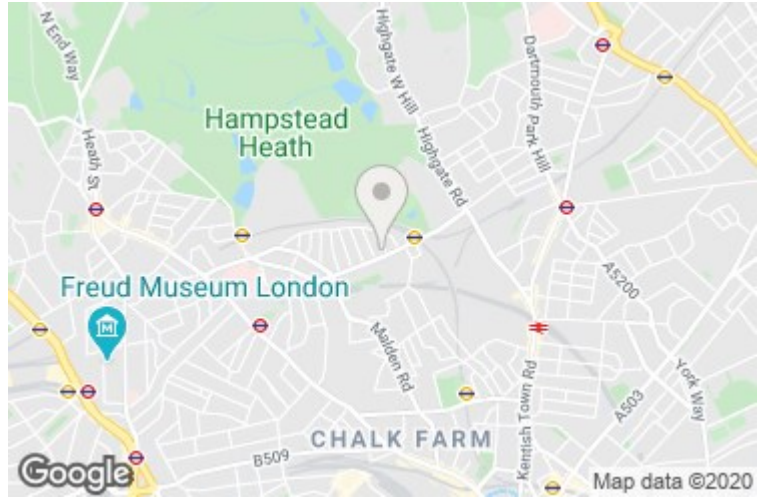 N End Way
Highgate W Hill
Dartmouth Park Hill
Hampstead
Heath
Heath St
Highgate Rd
A5200
Freud Museum London
M
Malden Rd
York Way
Kentish Town Rd
A503
CHALK FARM
B509
Google
Map data ©2020